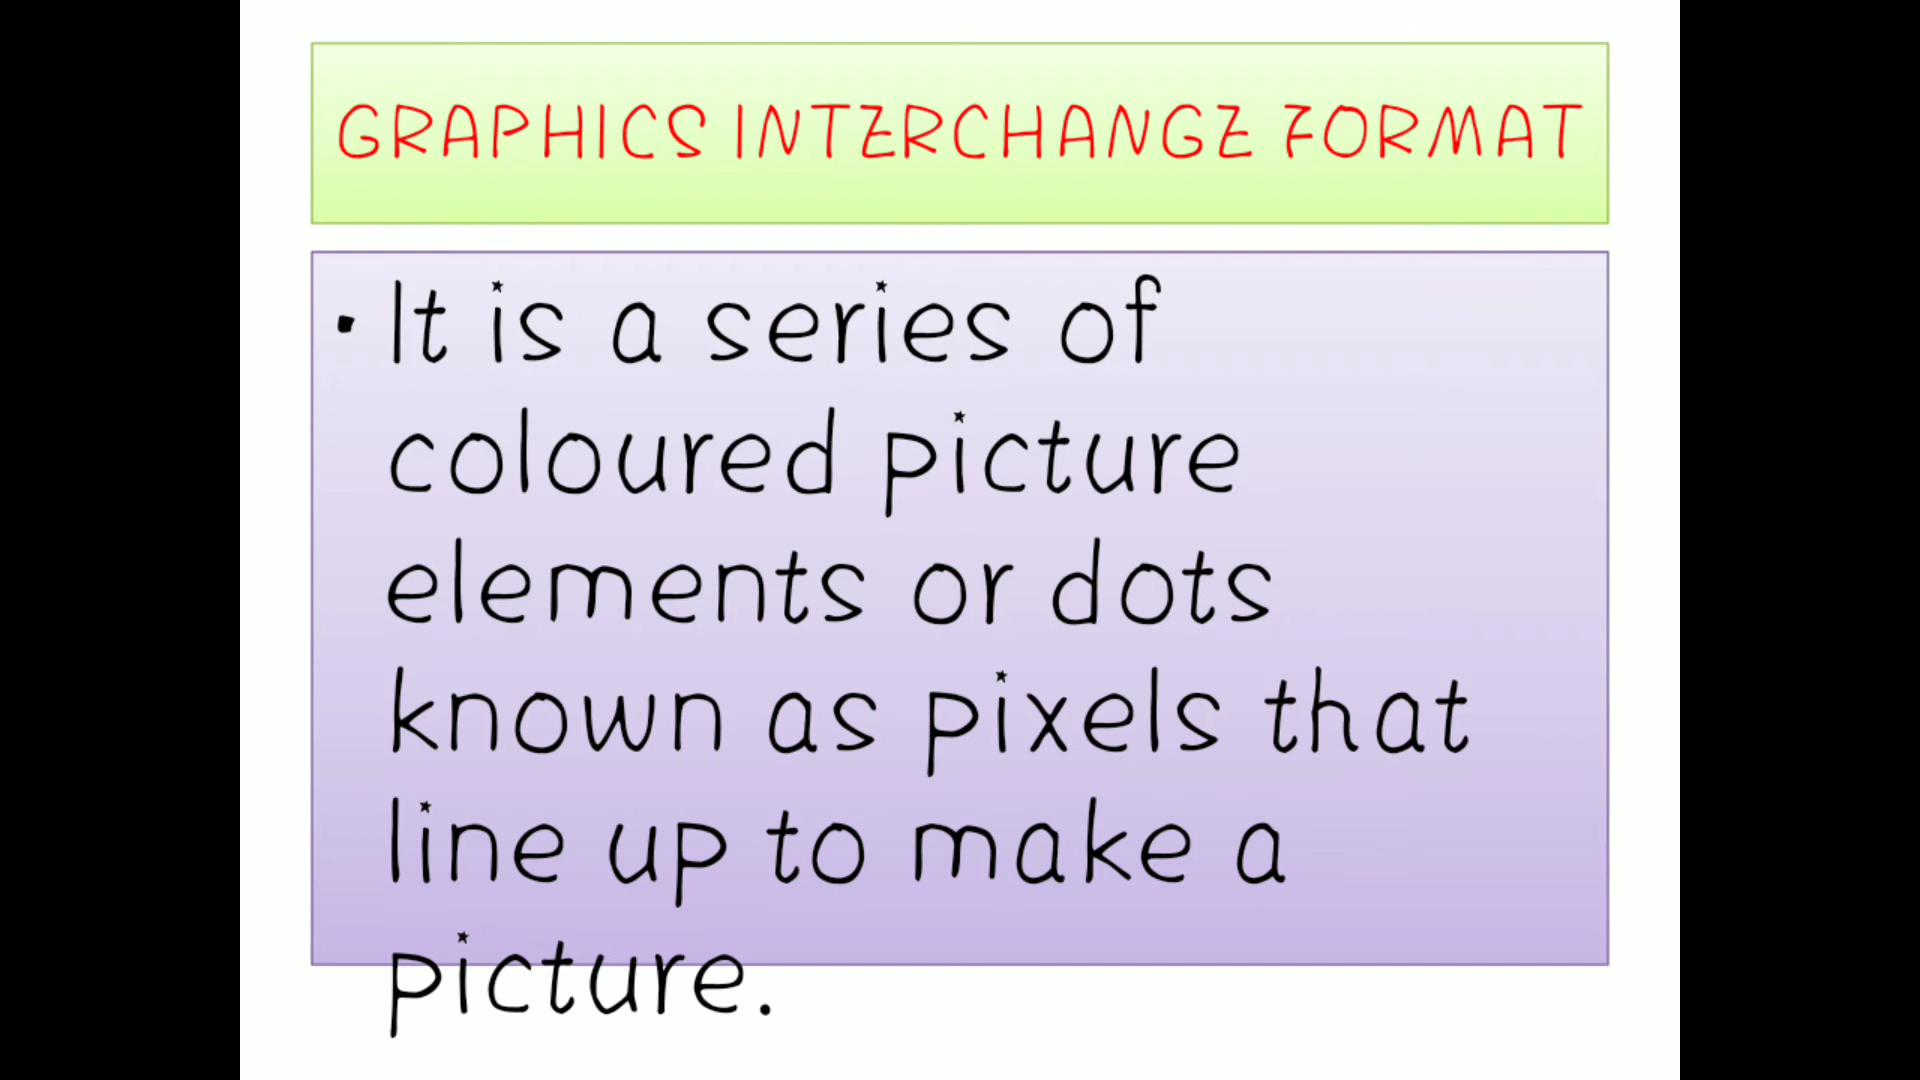 GRAPHICS INTERCHANGE FORMAT
• It is a series of
coloured picture
elements or dots
known as pixels that
line up to make a
picture.